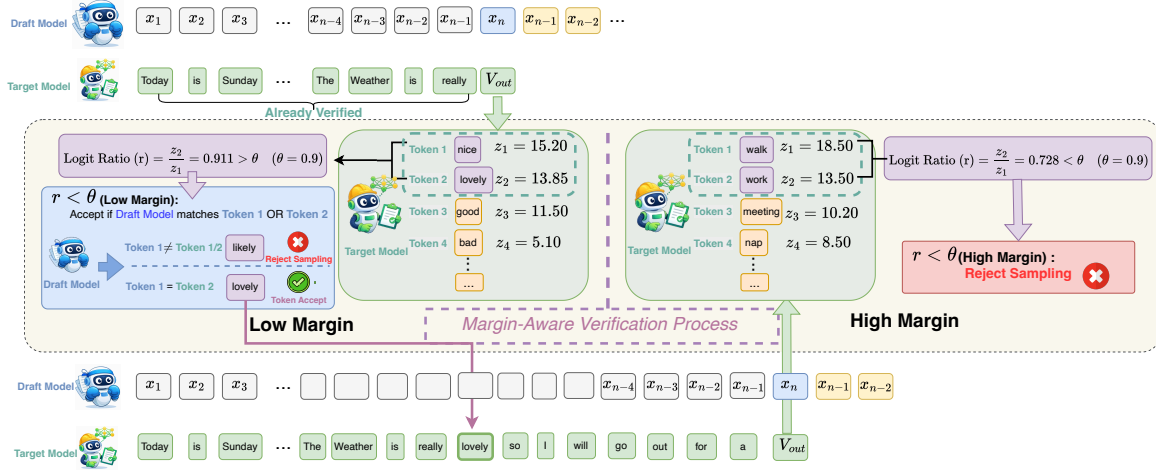 Draft Model x₁ x₂ x₃ ... xₙ₋₄ xₙ₋₃ xₙ₋₂ xₙ₋₁ xₙ xₙ₋₁ xₙ₋₂ ...
Target Model Today is Sunday ... The Weather is really V_out
Already Verified
Logit Ratio (r) = z₂/z₁ = 0.911 > θ (θ = 0.9)
r < θ (Low Margin):
Accept if Draft Model matches Token 1 OR Token 2
Token 1 ≠ Token 1/2 likely Reject Sampling
Draft Model
Token 1 = Token 2 lovely Token Accept
Low Margin
Token 1 nice z₁ = 15.20
Token 2 lovely z₂ = 13.85
Token 3 good z₃ = 11.50
Token 4 bad z₄ = 5.10
Target Model
...
Token 1 walk z₁ = 18.50
Token 2 work z₂ = 13.50
Token 3 meeting z₃ = 10.20
Token 4 nap z₄ = 8.50
Target Model
...
Logit Ratio (r) = z₂/z₁ = 0.728 < θ (θ = 0.9)
r < θ (High Margin) :
Reject Sampling
High Margin
Margin-Aware Verification Process
Draft Model x₁ x₂ x₃ ... xₙ₋₄ xₙ₋₃ xₙ₋₂ xₙ₋₁ xₙ xₙ₋₁ xₙ₋₂
Target Model Today is Sunday ... The Weather is really lovely so I will go out for a V_out